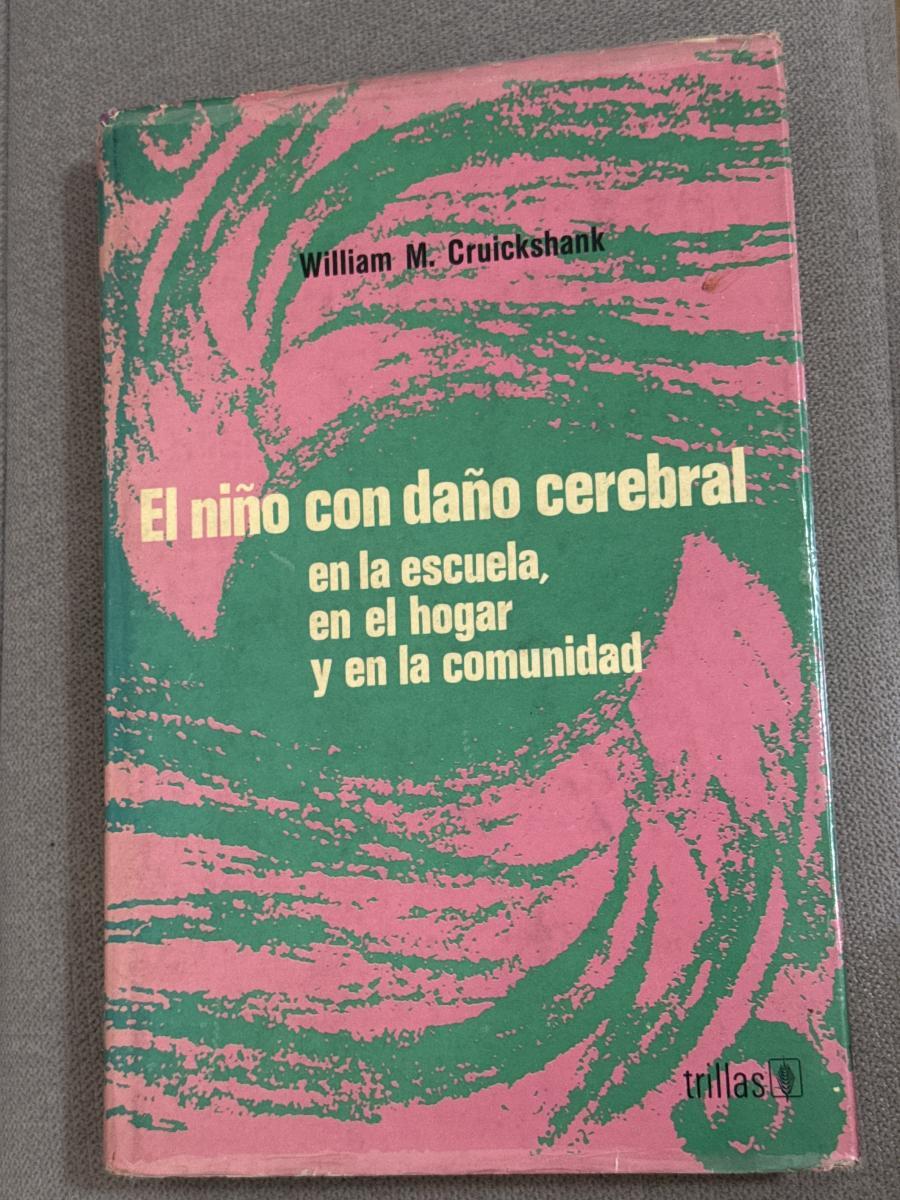 William M. Cruickshank
El niño con daño cerebral
en la escuela,
en el hogar
y en la comunidad
trillas